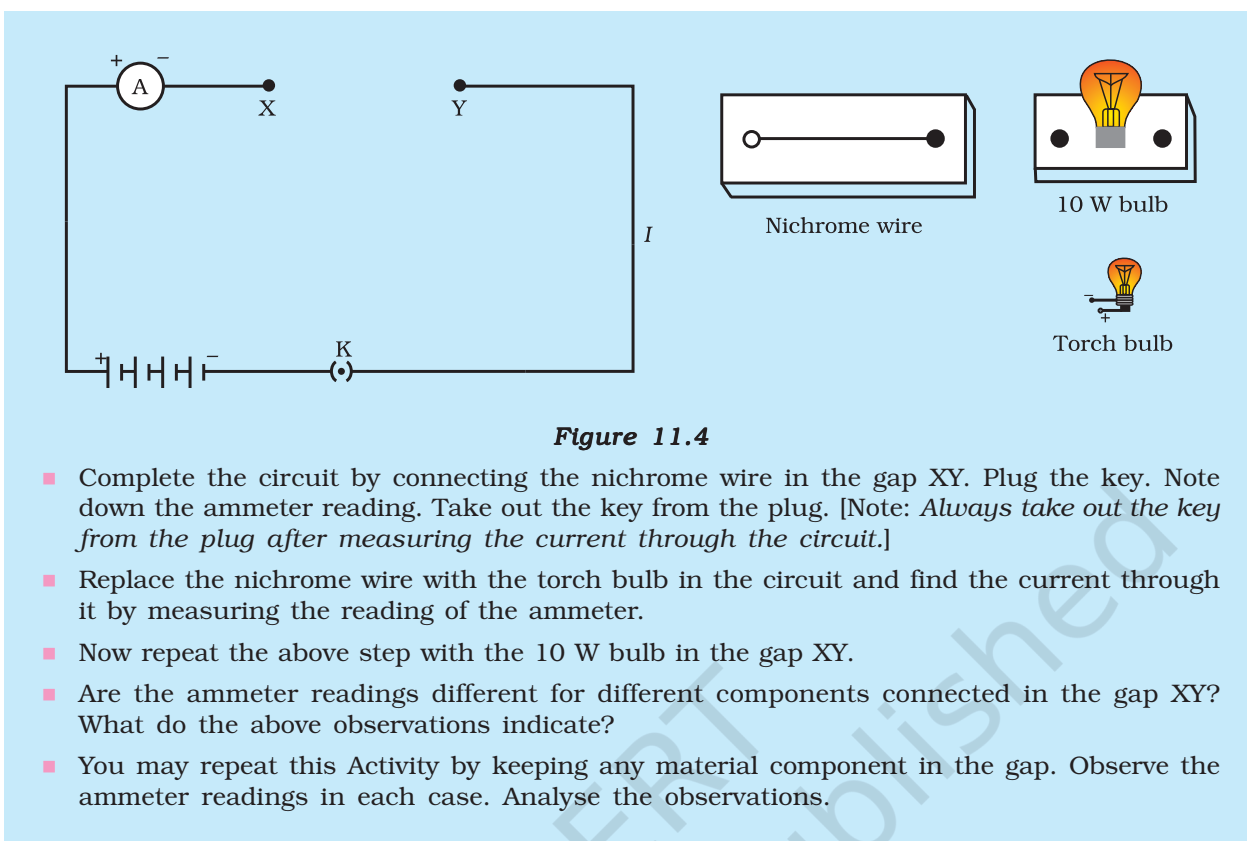 + −
A
X Y
I
+ −
K
Nichrome wire
10 W bulb
−
+
Torch bulb
Figure 11.4
■ Complete the circuit by connecting the nichrome wire in the gap XY. Plug the key. Note
down the ammeter reading. Take out the key from the plug. [Note: Always take out the key
from the plug after measuring the current through the circuit.]
■ Replace the nichrome wire with the torch bulb in the circuit and find the current through
it by measuring the reading of the ammeter.
■ Now repeat the above step with the 10 W bulb in the gap XY.
■ Are the ammeter readings different for different components connected in the gap XY?
What do the above observations indicate?
■ You may repeat this Activity by keeping any material component in the gap. Observe the
ammeter readings in each case. Analyse the observations.